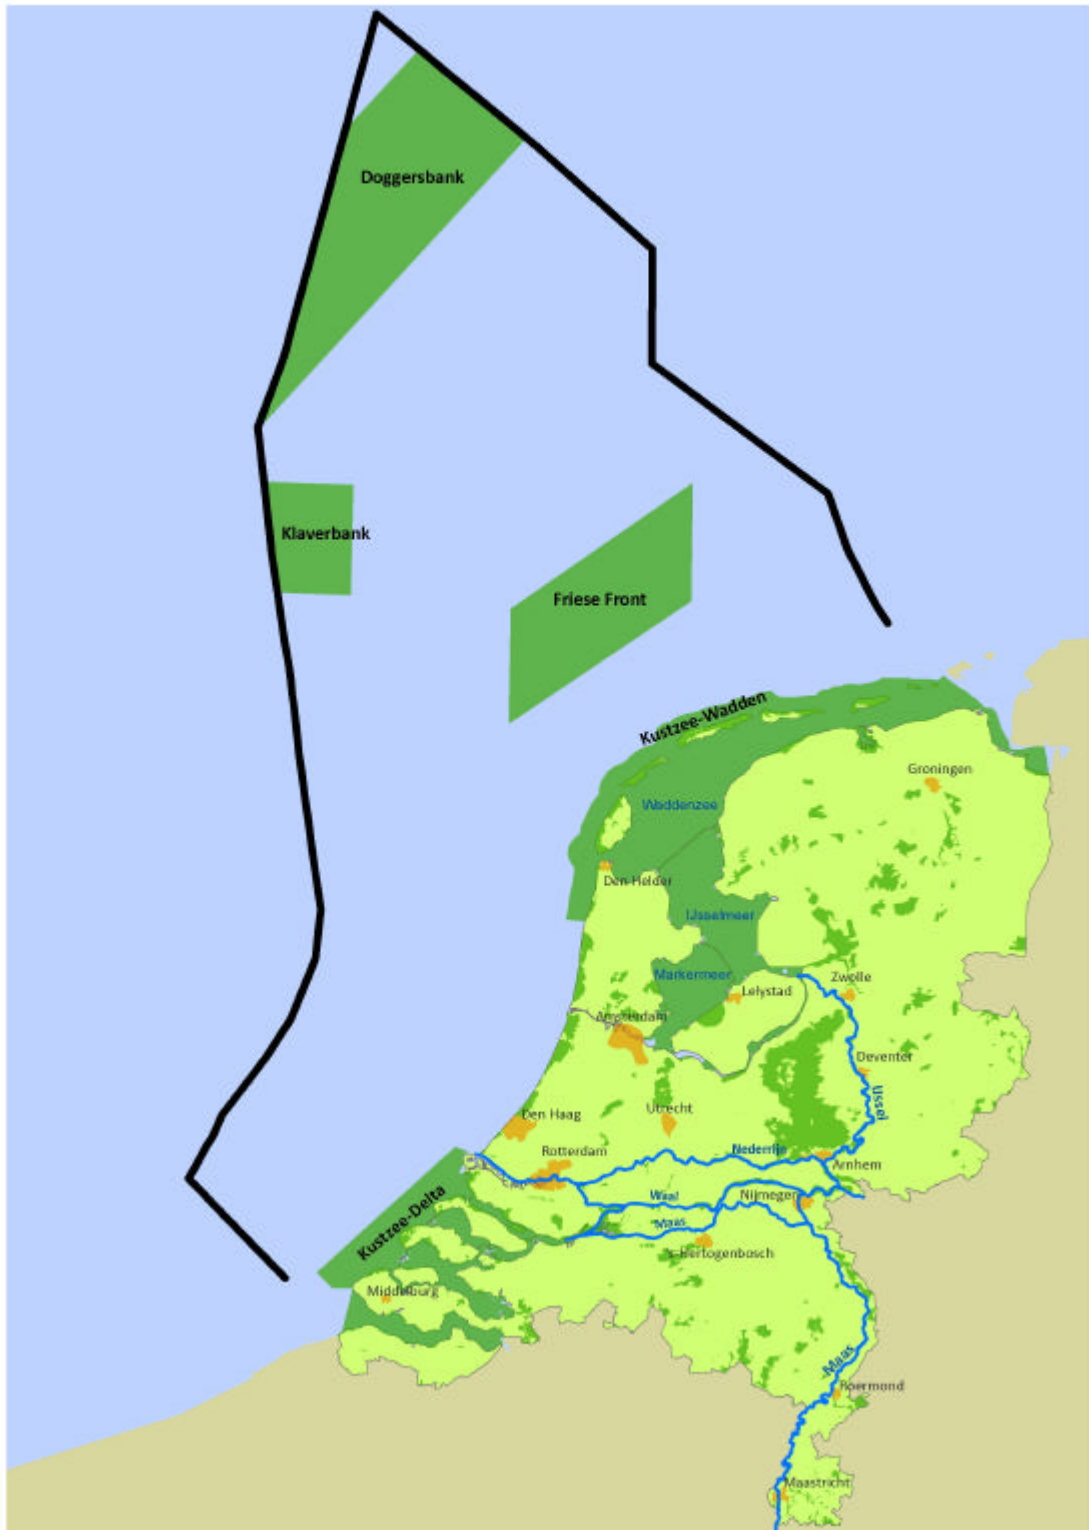 Doggersbank
Klaverbank
Friese Front
Kustzee-Wadden
Groningen
Waddenzee
Den Helder
IJsselmeer
Markermeer
Zwolle
Lelystad
Amsterdam
Deventer
IJssel
Den Haag
Utrecht
Rotterdam
Nederrijn
Arnhem
Waal
Nijmegen
Maas
Kustzee-Delta
's-Hertogenbosch
Middelburg
Maas
Roermond
Maastricht